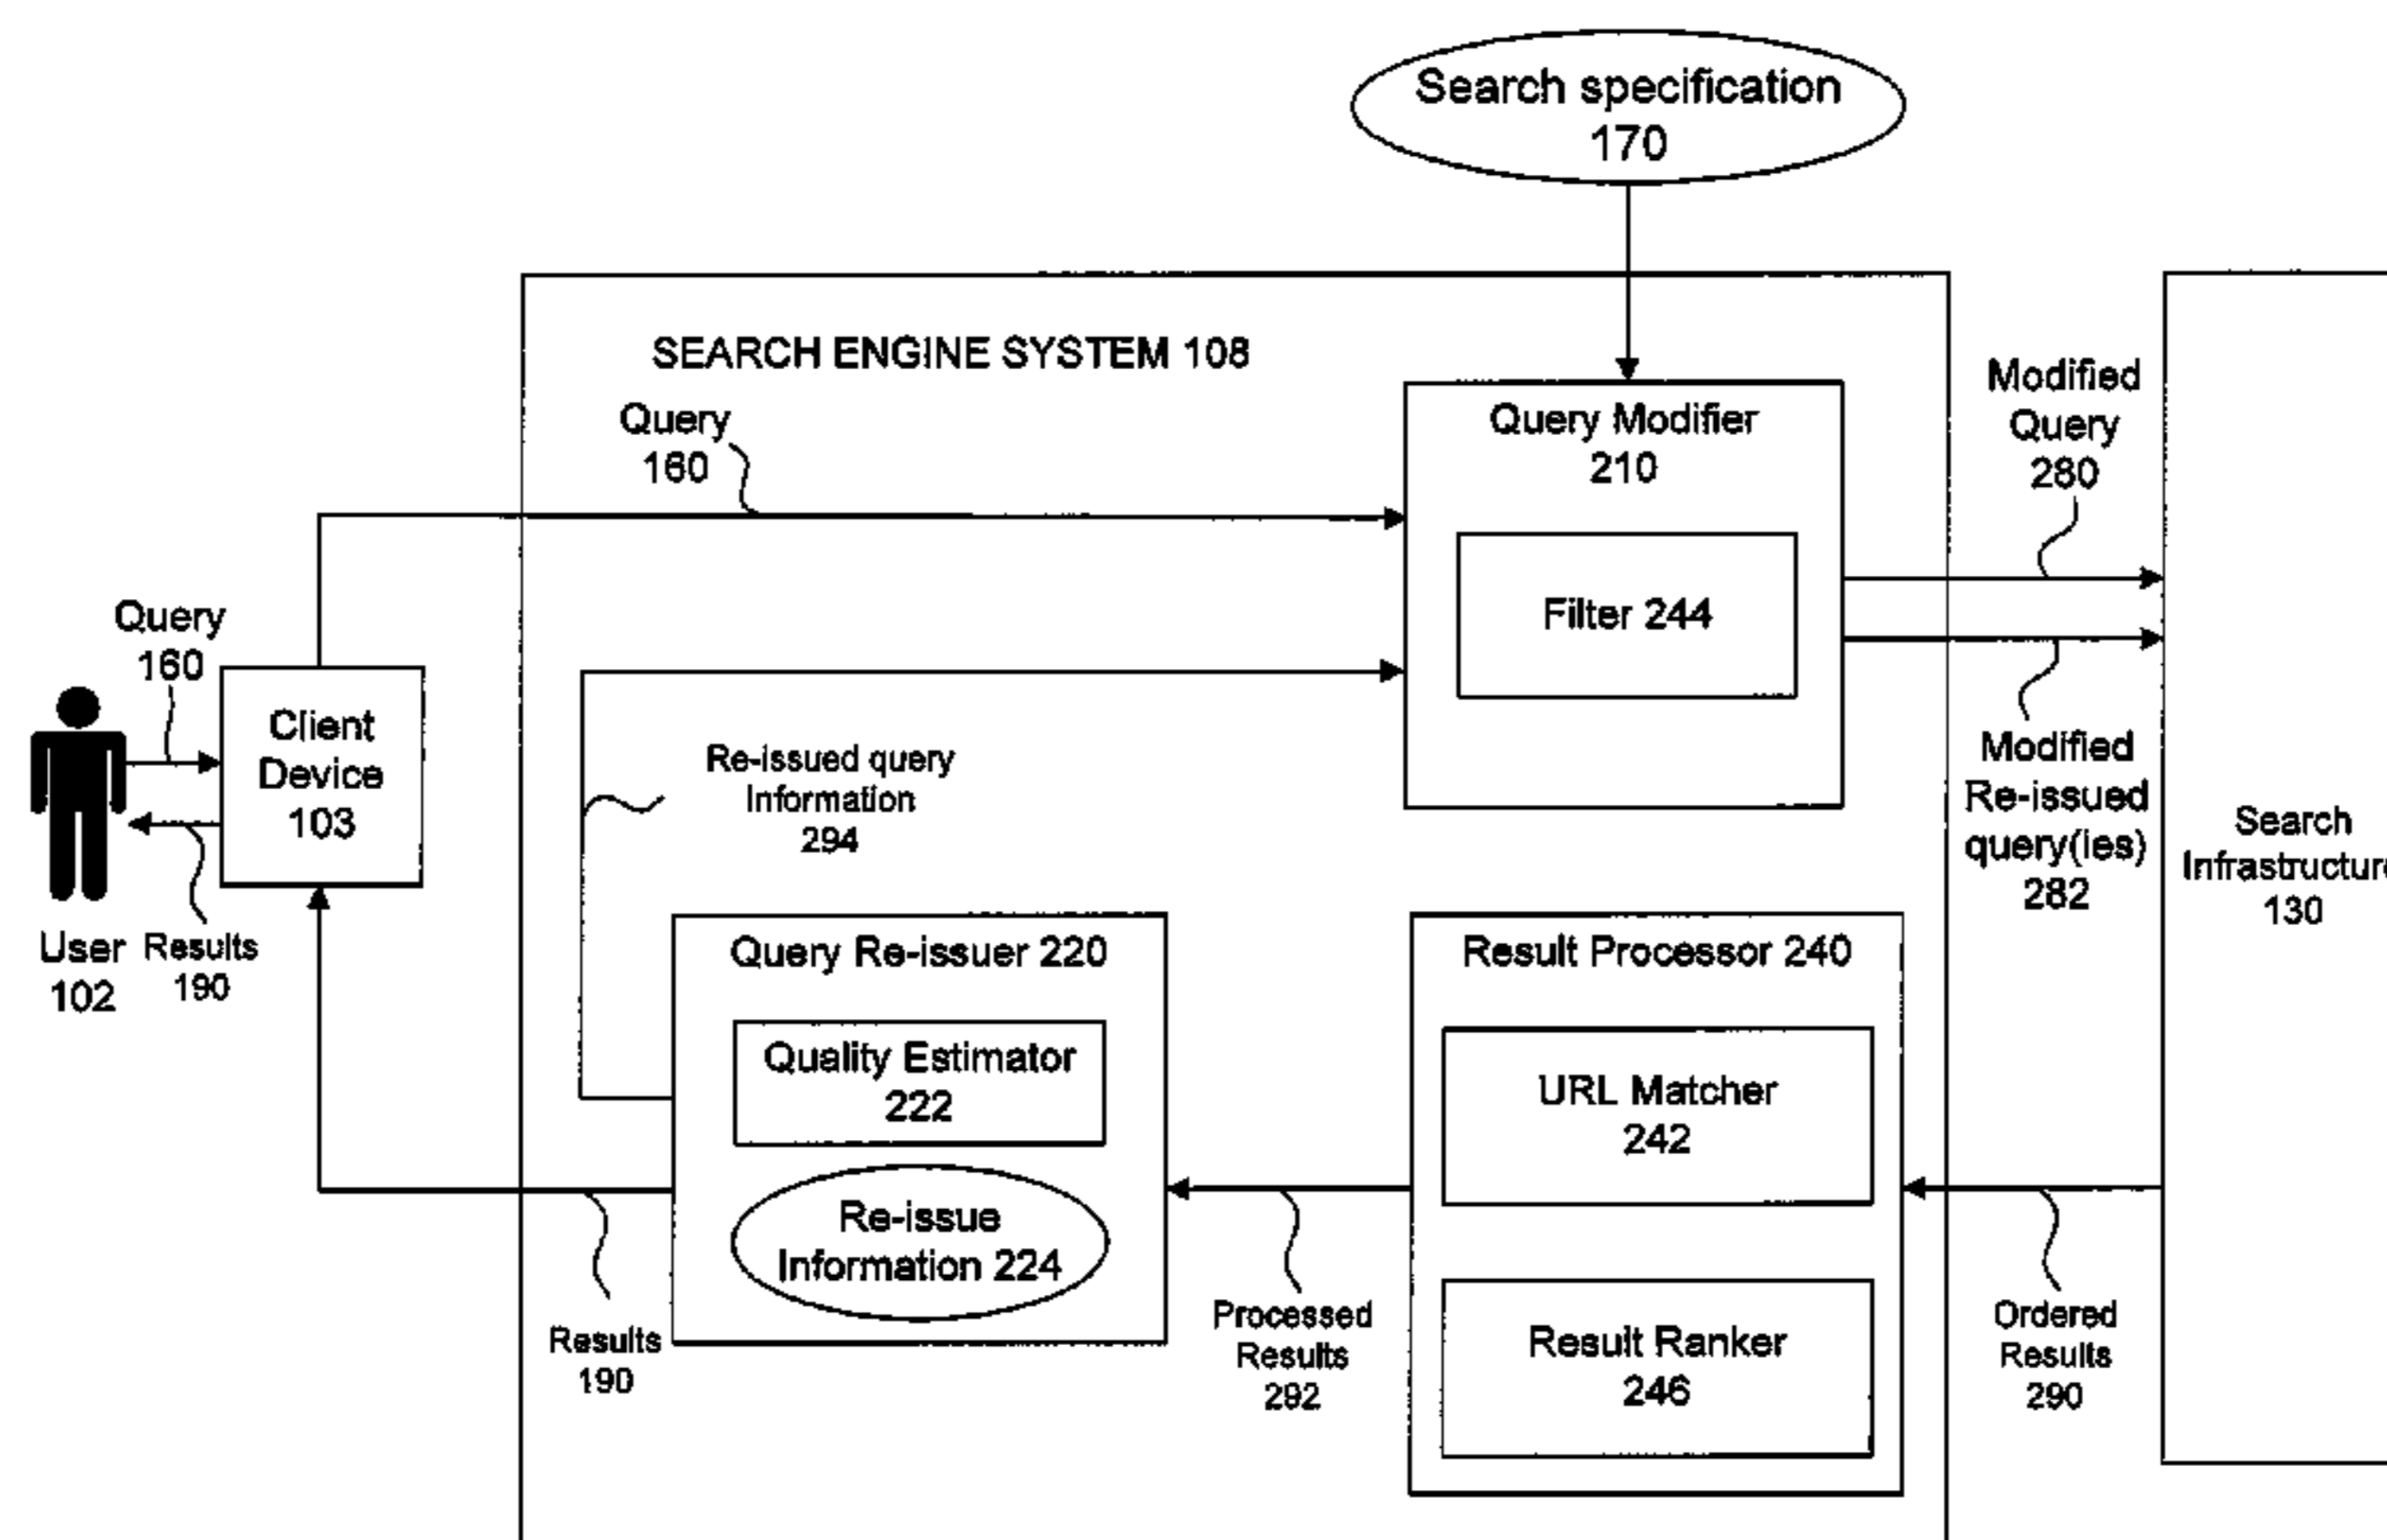 Search specification
170
SEARCH ENGINE SYSTEM 108
Query
160
Query Modifier
210
Filter 244
Modified
Query
280
Modified
Re-issued
query(ies)
282
Search
Infrastructure
130
Query
160
Client
Device
103
User
102
Results
190
Re-issued query
Information
294
Query Re-issuer 220
Quality Estimator
222
Re-issue
Information 224
Results
190
Result Processor 240
URL Matcher
242
Result Ranker
246
Processed
Results
292
Ordered
Results
290